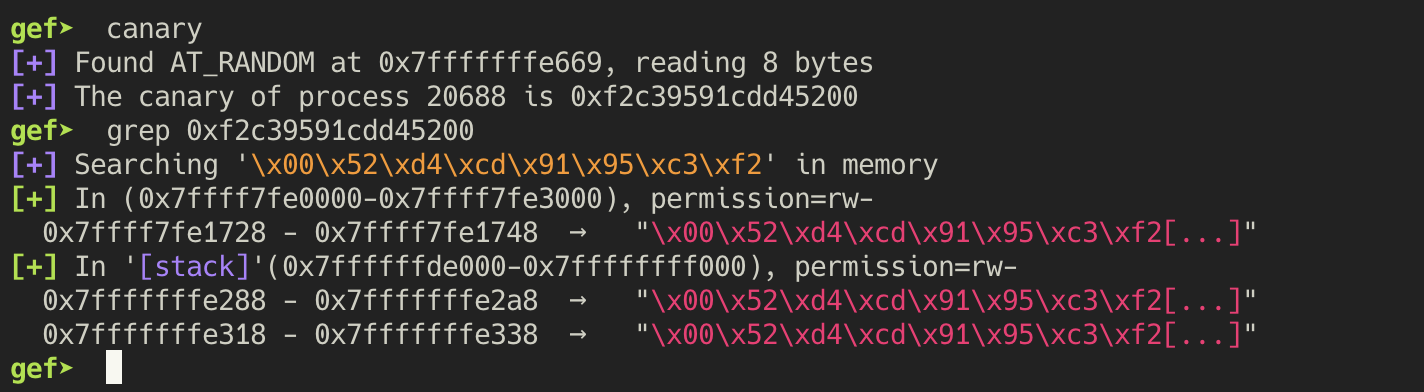 gef➤  canary
[+] Found AT_RANDOM at 0x7fffffffe669, reading 8 bytes
[+] The canary of process 20688 is 0xf2c39591cdd45200
gef➤  grep 0xf2c39591cdd45200
[+] Searching '\x00\x52\xd4\xcd\x91\x95\xc3\xf2' in memory
[+] In (0x7ffff7fe0000-0x7ffff7fe3000), permission=rw-
  0x7ffff7fe1728 - 0x7ffff7fe1748  →   "\x00\x52\xd4\xcd\x91\x95\xc3\xf2[...]"
[+] In '[stack]'(0x7ffffffde000-0x7ffffffff000), permission=rw-
  0x7fffffffe288 - 0x7fffffffe2a8  →   "\x00\x52\xd4\xcd\x91\x95\xc3\xf2[...]"
  0x7fffffffe318 - 0x7fffffffe338  →   "\x00\x52\xd4\xcd\x91\x95\xc3\xf2[...]"
gef➤